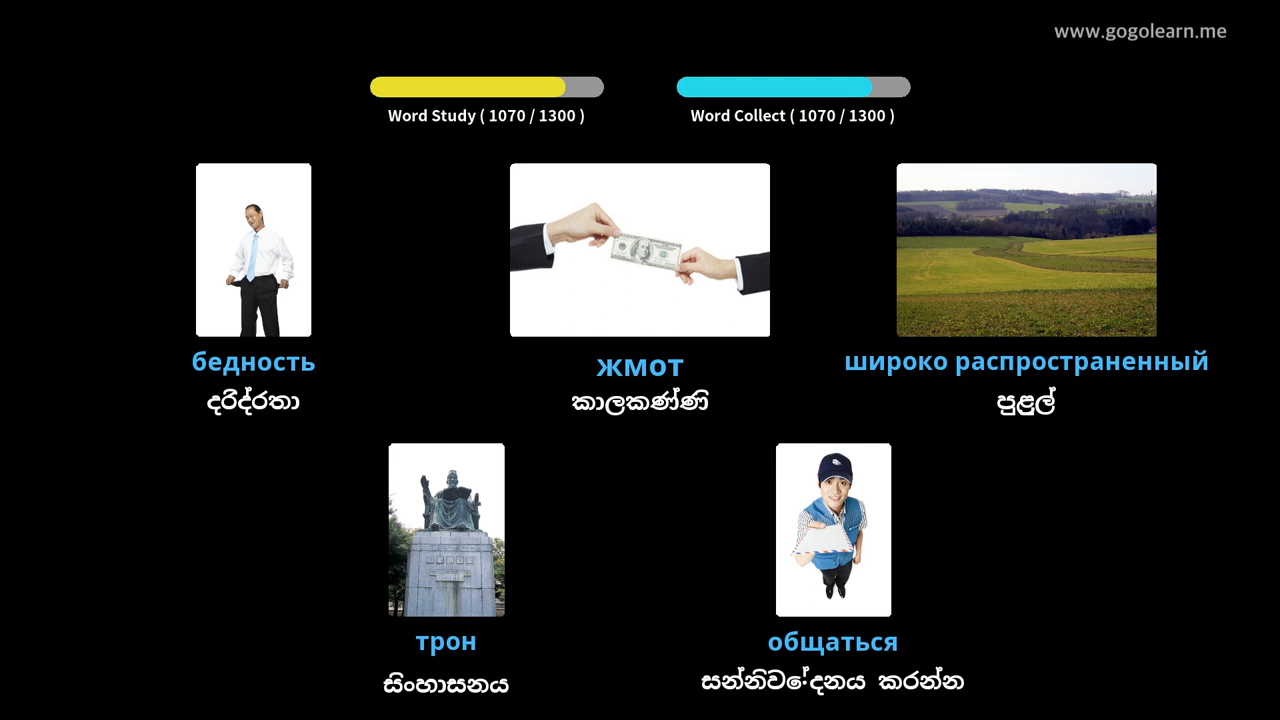 www.gogolearn.me
Word Study ( 1070 / 1300 )
Word Collect ( 1070 / 1300 )
бедность
දරිද්රතා
жмот
කාලකණ්ණි
широко распространенный
පුළුල්
трон
සිංහාසනය
общаться
සන්නිවේදනය කරන්න